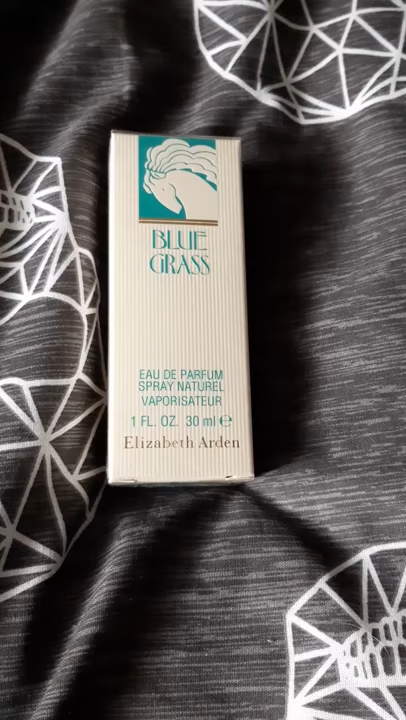 BLUE
GRASS
EAU DE PARFUM
SPRAY NATUREL
VAPORISATEUR
1 FL. OZ. 30 ml ℮
Elizabeth Arden